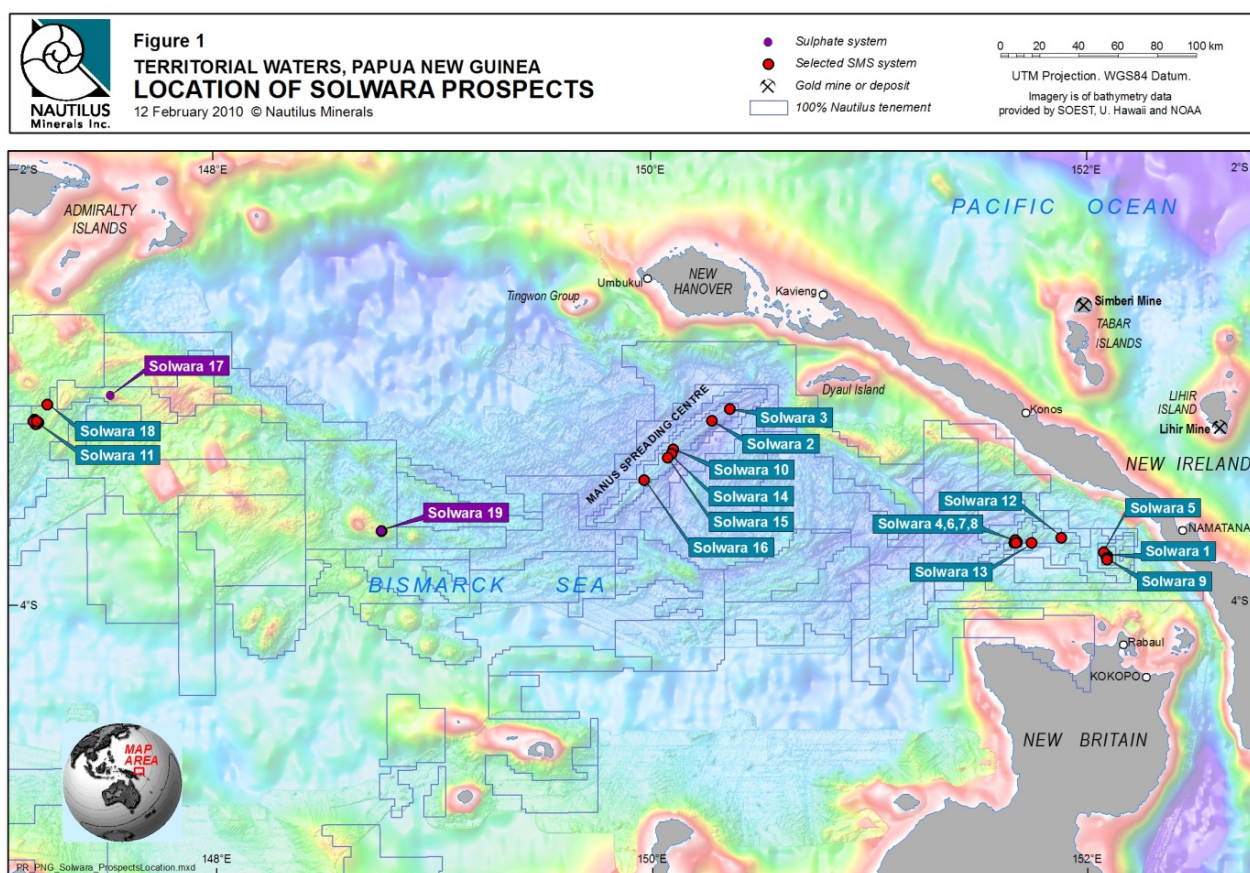 NAUTILUS
Minerals Inc.
Figure 1
TERRITORIAL WATERS, PAPUA NEW GUINEA
LOCATION OF SOLWARA PROSPECTS
12 February 2010 © Nautilus Minerals
Sulphate system
Selected SMS system
Gold mine or deposit
100% Nautilus tenement
0 20 40 60 80 100 km
UTM Projection. WGS84 Datum.
Imagery is of bathymetry data
provided by SOEST, U. Hawaii and NOAA
2°S
148°E
150°E
152°E
2°S
ADMIRALTY
ISLANDS
PACIFIC OCEAN
Umbukul
NEW
HANOVER
Tingwon Group
Kavieng
Simberi Mine
TABAR
ISLANDS
Solwara 17
Dyaul Island
LIHIR
ISLAND
Lihir Mine
Konos
MANUS SPREADING CENTRE
Solwara 3
Solwara 18
Solwara 2
Solwara 11
Solwara 10
NEW IRELAND
Solwara 14
Solwara 12
Solwara 5
Solwara 19
Solwara 15
Solwara 4,6,7,8
NAMATANAI
Solwara 16
Solwara 1
Solwara 13
Solwara 9
BISMARCK SEA
4°S
4°S
Rabaul
KOKOPO
NEW BRITAIN
MAP
AREA
148°E
150°E
152°E
PR_PNG_Solwara_ProspectsLocation.mxd